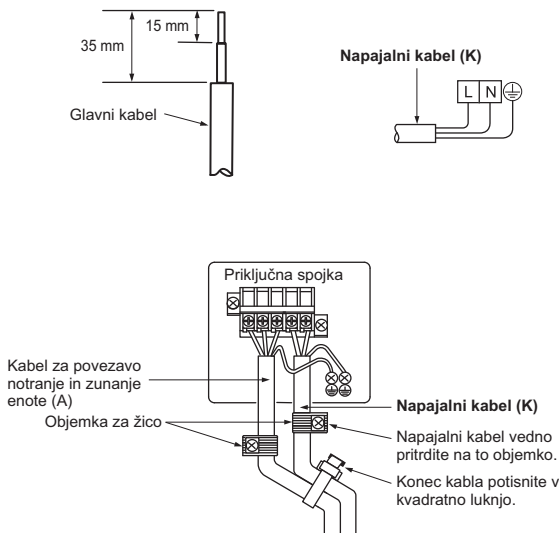 15 mm
35 mm
Glavni kabel
Napajalni kabel (K)
L N
Priključna spojka
Kabel za povezavo
notranje in zunanje
enote (A)
Objemka za žico
Napajalni kabel (K)
Napajalni kabel vedno
pritrdite na to objemko.
Konec kabla potisnite v
kvadratno luknjo.